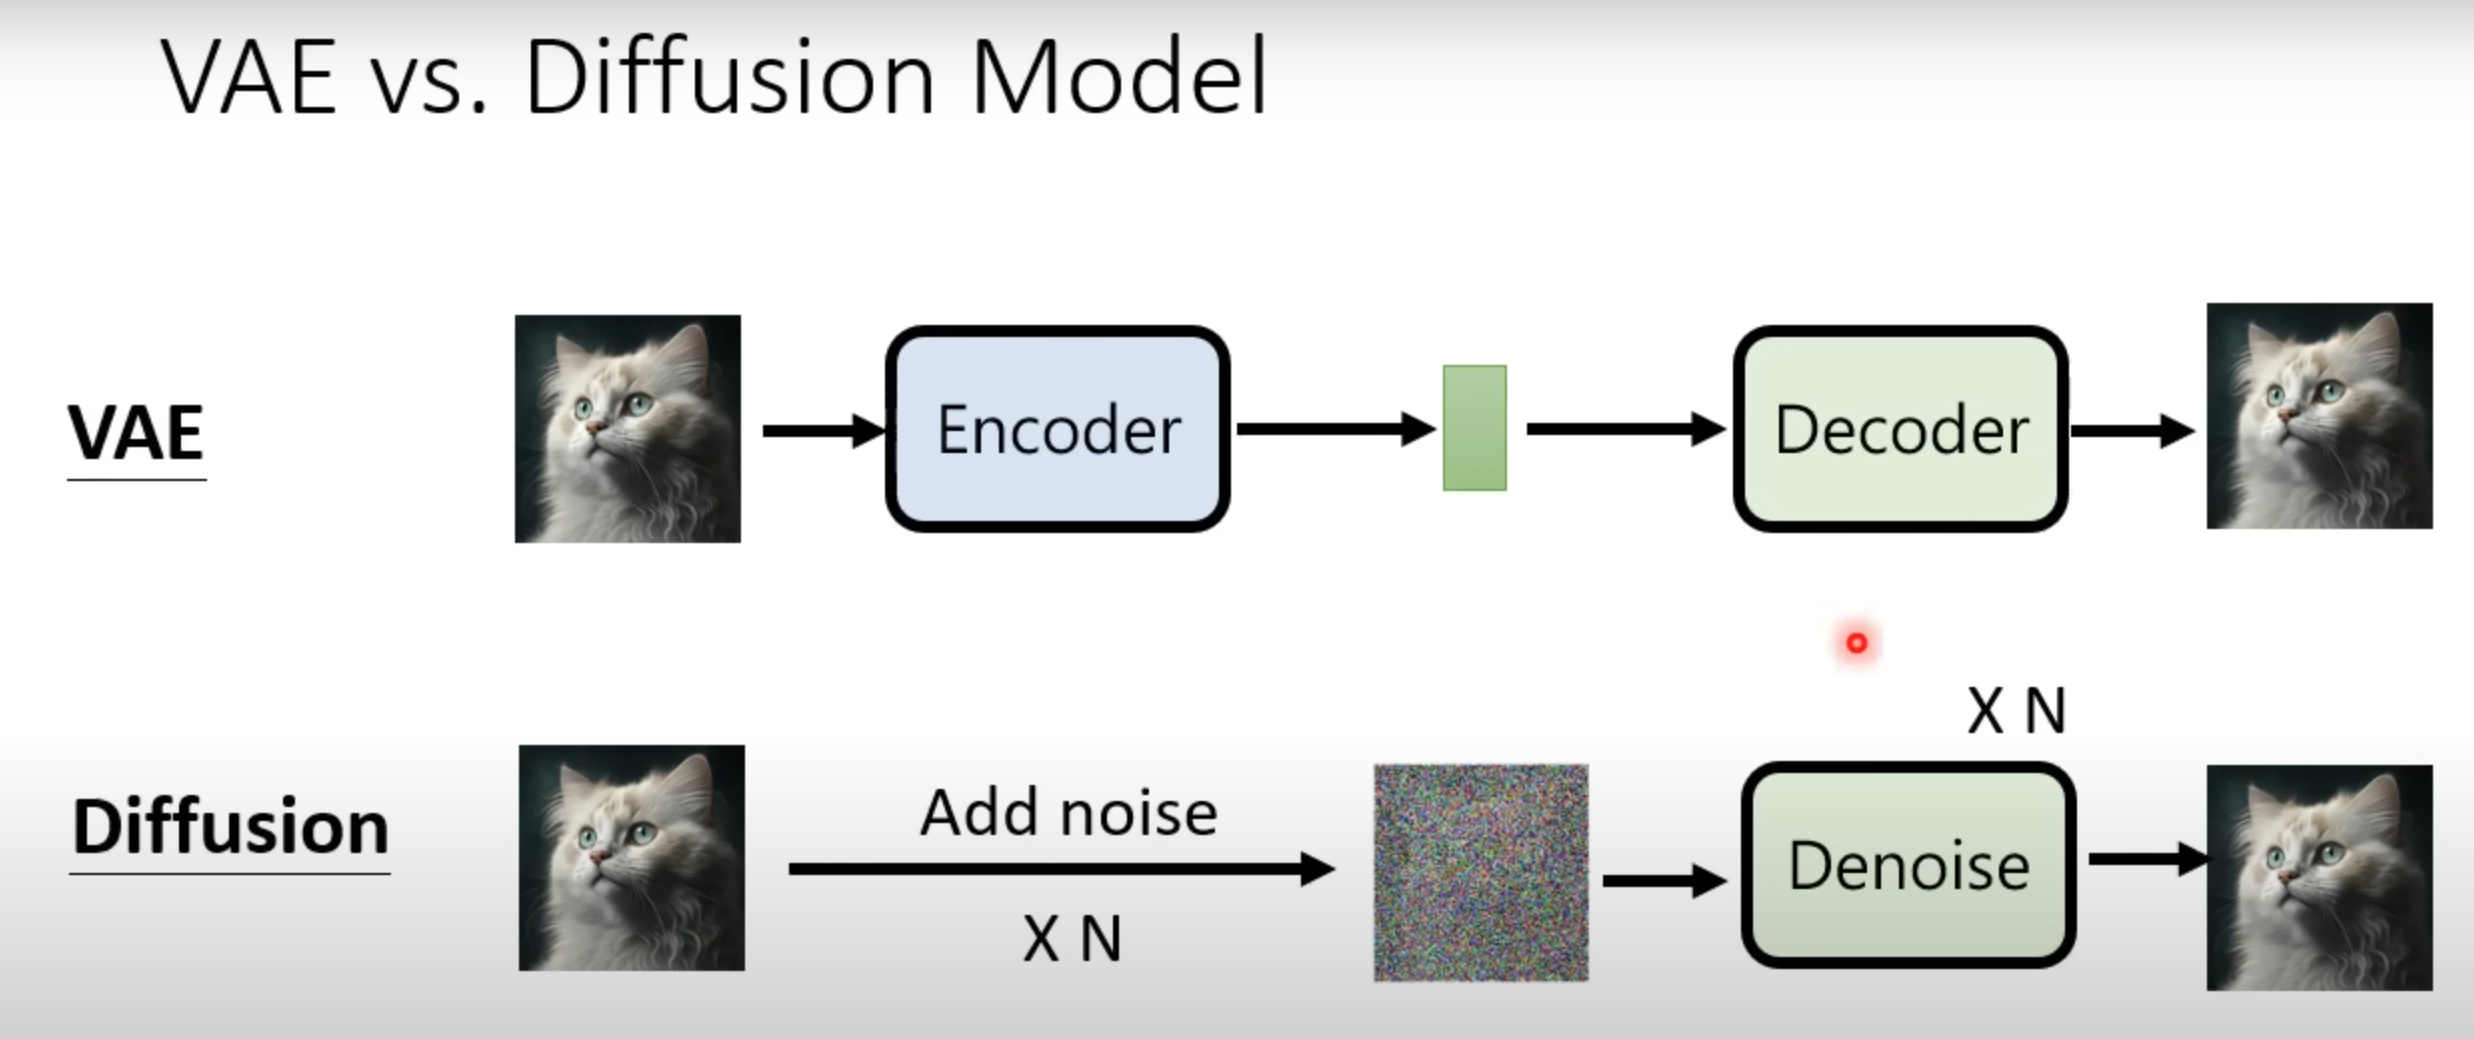 VAE vs. Diffusion Model
VAE
Encoder
Decoder
X N
Diffusion
Add noise
X N
Denoise